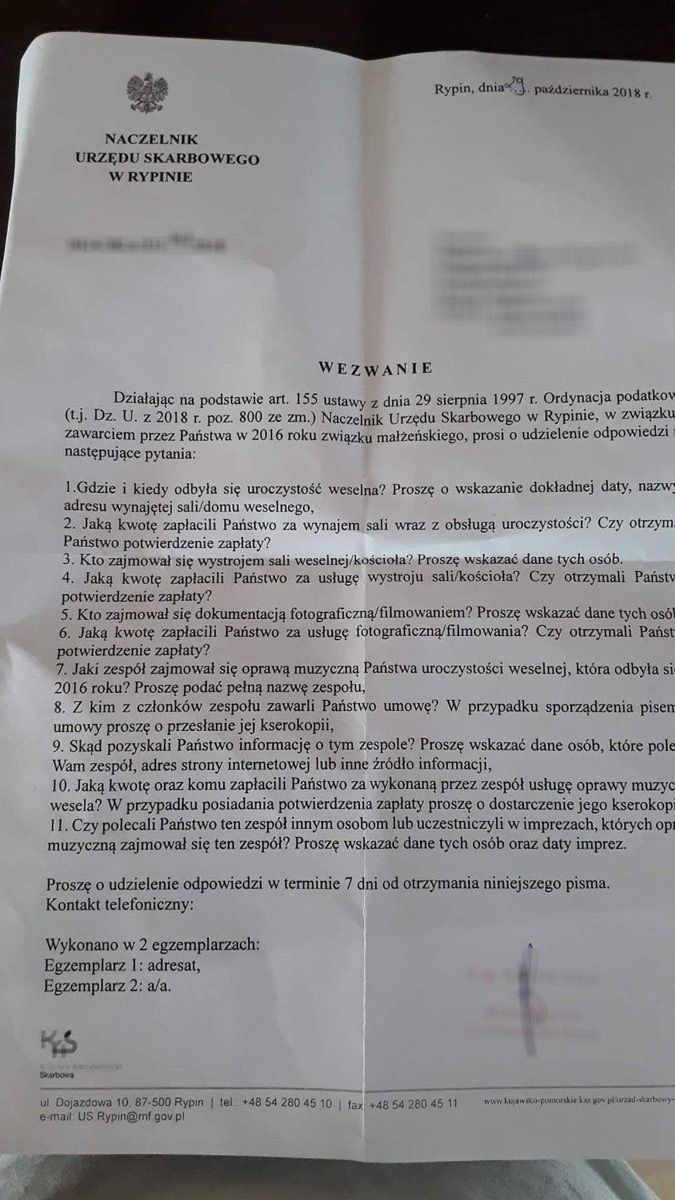 Rypin, dnia 29. października 2018 r.
NACZELNIK
URZĘDU SKARBOWEGO
W RYPINIE
WEZWANIE
Działając na podstawie art. 155 ustawy z dnia 29 sierpnia 1997 r. Ordynacja podatkow
(t.j. Dz. U. z 2018 r. poz. 800 ze zm.) Naczelnik Urzędu Skarbowego w Rypinie, w związku
zawarciem przez Państwa w 2016 roku związku małżeńskiego, prosi o udzielenie odpowiedzi
następujące pytania:
1.Gdzie i kiedy odbyła się uroczystość weselna? Proszę o wskazanie dokładnej daty, nazwy
adresu wynajętej sali/domu weselnego,
2. Jaką kwotę zapłacili Państwo za wynajem sali wraz z obsługą uroczystości? Czy otrzym
Państwo potwierdzenie zapłaty?
3. Kto zajmował się wystrojem sali weselnej/kościoła? Proszę wskazać dane tych osób.
4. Jaką kwotę zapłacili Państwo za usługę wystroju sali/kościoła? Czy otrzymali Państw
potwierdzenie zapłaty?
5. Kto zajmował się dokumentacją fotograficzną/filmowaniem? Proszę wskazać dane tych osób
6. Jaką kwotę zapłacili Państwo za usługę fotograficzną/filmowania? Czy otrzymali Państ
potwierdzenie zapłaty?
7. Jaki zespół zajmował się oprawą muzyczną Państwa uroczystości weselnej, która odbyła si
2016 roku? Proszę podać pełną nazwę zespołu,
8. Z kim z członków zespołu zawarli Państwo umowę? W przypadku sporządzenia pisem
umowy proszę o przesłanie jej kserokopii,
9. Skąd pozyskali Państwo informację o tym zespole? Proszę wskazać dane osób, które pole
Wam zespół, adres strony internetowej lub inne źródło informacji,
10. Jaką kwotę oraz komu zapłacili Państwo za wykonaną przez zespół usługę oprawy muzyc
wesela? W przypadku posiadania potwierdzenia zapłaty proszę o dostarczenie jego kserokopi
11. Czy polecali Państwo ten zespół innym osobom lub uczestniczyli w imprezach, których opr
muzyczną zajmował się ten zespół? Proszę wskazać dane tych osób oraz daty imprez.
Proszę o udzielenie odpowiedzi w terminie 7 dni od otrzymania niniejszego pisma.
Kontakt telefoniczny:
Wykonano w 2 egzemplarzach:
Egzemplarz 1: adresat,
Egzemplarz 2: a/a.
KAS
Krajowa Administracja
Skarbowa
ul. Dojazdowa 10, 87-500 Rypin | tel.: +48 54 280 45 10 | fax: +48 54 280 45 11
www.kujawsko-pomorskie.kas.gov.pl/urzad-skarbowy-
e-mail: US.Rypin@mf.gov.pl